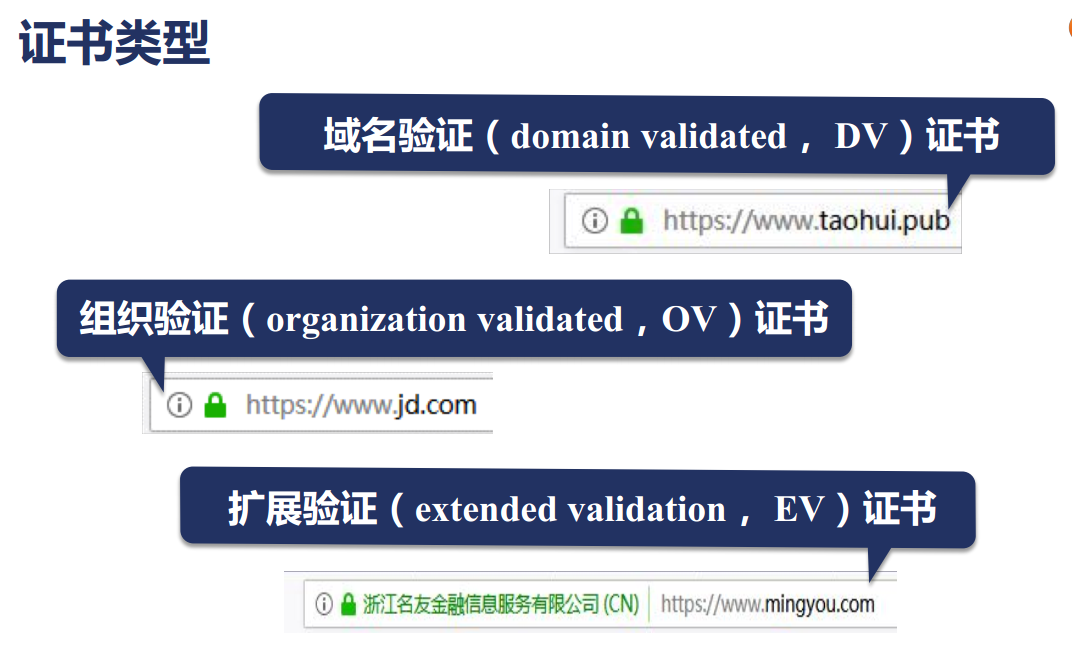 证书类型
域名验证（domain validated， DV）证书
https://www.taohui.pub
组织验证（organization validated，OV）证书
https://www.jd.com
扩展验证（extended validation， EV）证书
浙江名友金融信息服务有限公司 (CN) https://www.mingyou.com